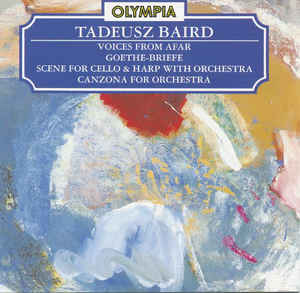 OLYMPIA
TADEUSZ BAIRD
VOICES FROM AFAR
GOETHE-BRIEFE
SCENE FOR CELLO & HARP WITH ORCHESTRA
CANZONA FOR ORCHESTRA